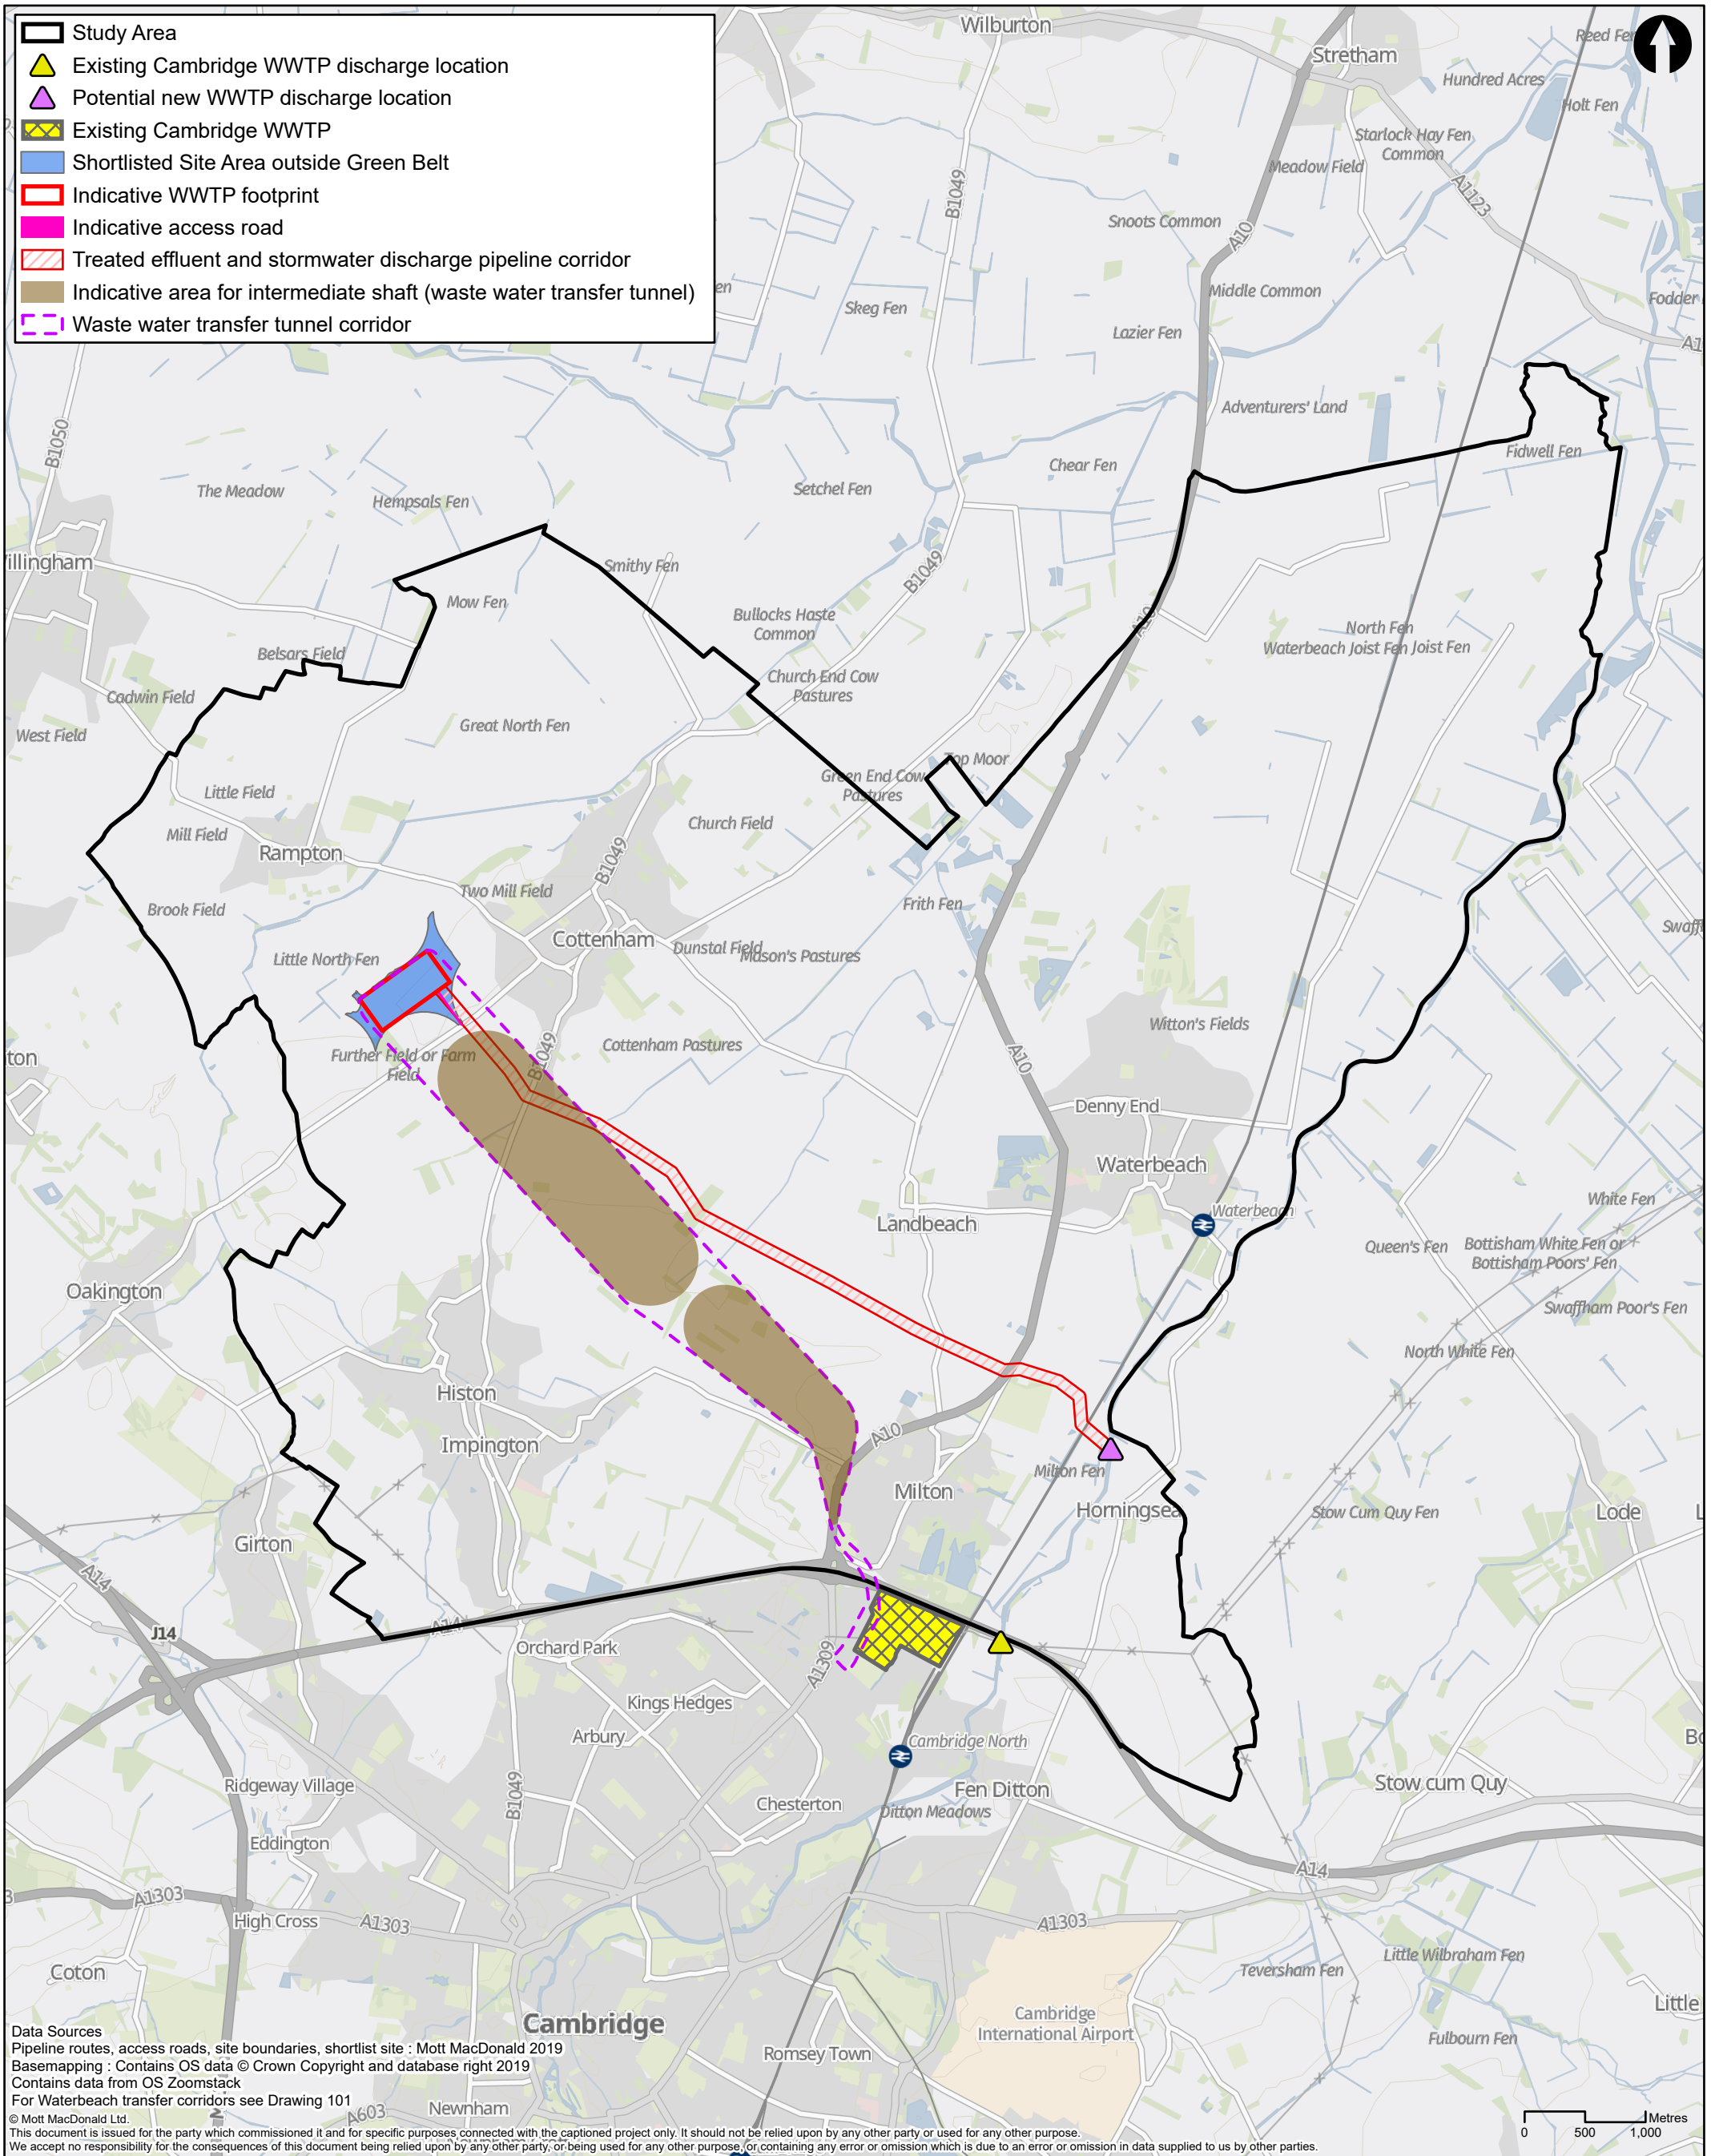 Study Area
Existing Cambridge WWTP discharge location
Potential new WWTP discharge location
Existing Cambridge WWTP
Shortlisted Site Area outside Green Belt
Indicative WWTP footprint
Indicative access road
Treated effluent and stormwater discharge pipeline corridor
Indicative area for intermediate shaft (waste water transfer tunnel)
Waste water transfer tunnel corridor
Wilburton
Stretham
Reed Fen
Hundred Acres
Holt Fen
Starlock Hay Fen
Common
Meadow Field
A1123
B1049
Snoots Common
A10
Middle Common
Skeg Fen
Lazier Fen
Fodder
A1
en
Adventurers' Land
B1050
Fidwell Fen
Chear Fen
The Meadow
Hempsals Fen
Setchel Fen
illingham
Smithy Fen
B1049
Mow Fen
Bullocks Haste
Common
A10
North Fen
Waterbeach Joist Fen Joist Fen
Belsars Field
Church End Cow
Pastures
Cadwin Field
Great North Fen
West Field
Top Moor
Green End Cow
Pastures
Little Field
Mill Field
Church Field
Rampton
B1049
Two Mill Field
Brook Field
Frith Fen
Swaff
Cottenham
Dunstal Field
Mason's Pastures
Little North Fen
Witton's Fields
Cottenham Pastures
Further Field or Farm
Field
B1049
A10
ton
Denny End
Waterbeach
White Fen
Waterbeach
Landbeach
Queen's Fen
Bottisham White Fen or
Bottisham Poors' Fen
Oakington
Swaffham Poor's Fen
North White Fen
Histon
Impington
A10
Milton Fen
Milton
Horningsea
Stow Cum Quy Fen
Lode
L
Girton
A14
J14
A14
Orchard Park
A1309
Kings Hedges
Arbury
Cambridge North
Bo
Ridgeway Village
B1049
Fen Ditton
Stow cum Quy
Chesterton
Ditton Meadows
Eddington
A14
3
A1303
High Cross
A1303
A1303
Little Wilbraham Fen
Coton
Teversham Fen
Little
Cambridge
Cambridge
International Airport
Fulbourn Fen
Romsey Town
Newnham
A603
Data Sources
Pipeline routes, access roads, site boundaries, shortlist site : Mott MacDonald 2019
Basemapping : Contains OS data © Crown Copyright and database right 2019
Contains data from OS Zoomstack
For Waterbeach transfer corridors see Drawing 101
© Mott MacDonald Ltd.
This document is issued for the party which commissioned it and for specific purposes connected with the captioned project only. It should not be relied upon by any other party or used for any other purpose.
We accept no responsibility for the consequences of this document being relied upon by any other party, or being used for any other purpose, or containing any error or omission which is due to an error or omission in data supplied to us by other parties.
Metres
0 500 1,000